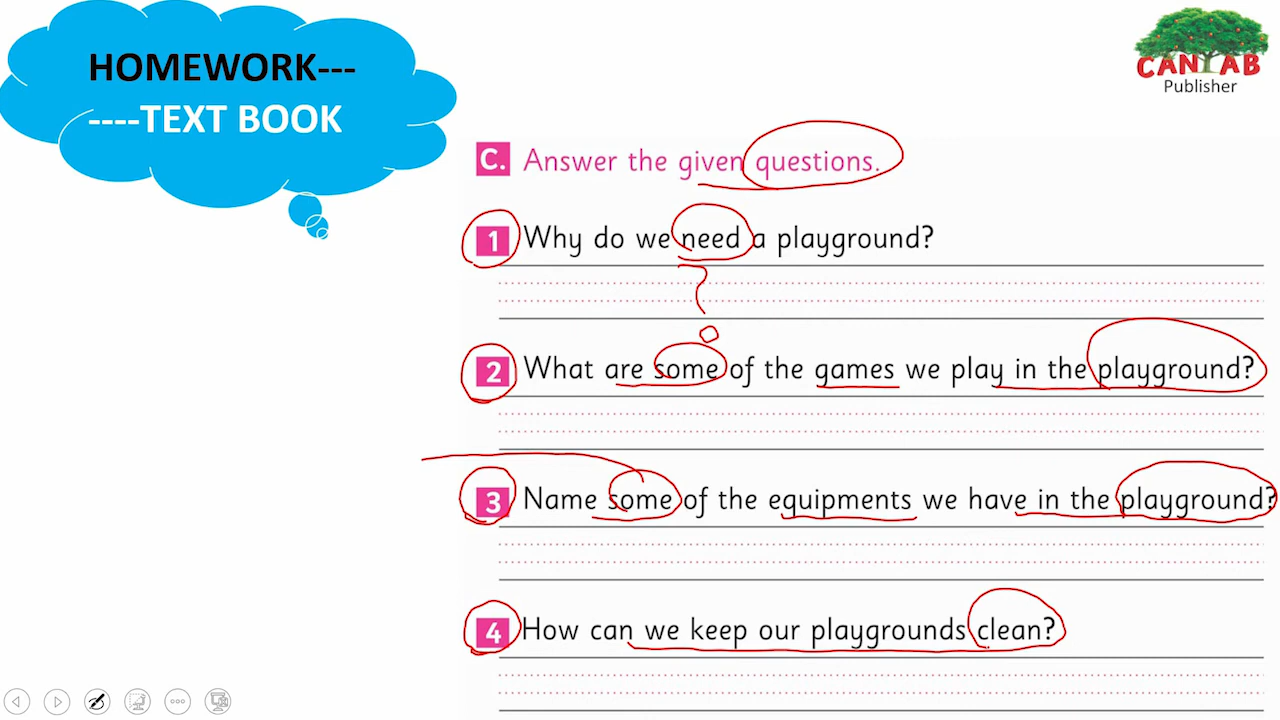 HOMEWORK---
----TEXT BOOK
CANTAB
Publisher
C. Answer the given questions.
1 Why do we need a playground?
2 What are some of the games we play in the playground?
3 Name some of the equipments we have in the playground?
4 How can we keep our playgrounds clean?